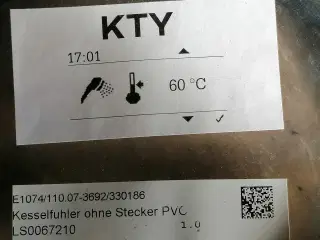 KTY
17:01
60 °C
E1074/110.07-3692/330186
Kesselfuhler ohne Stecker PVC
LS0067210
1.0